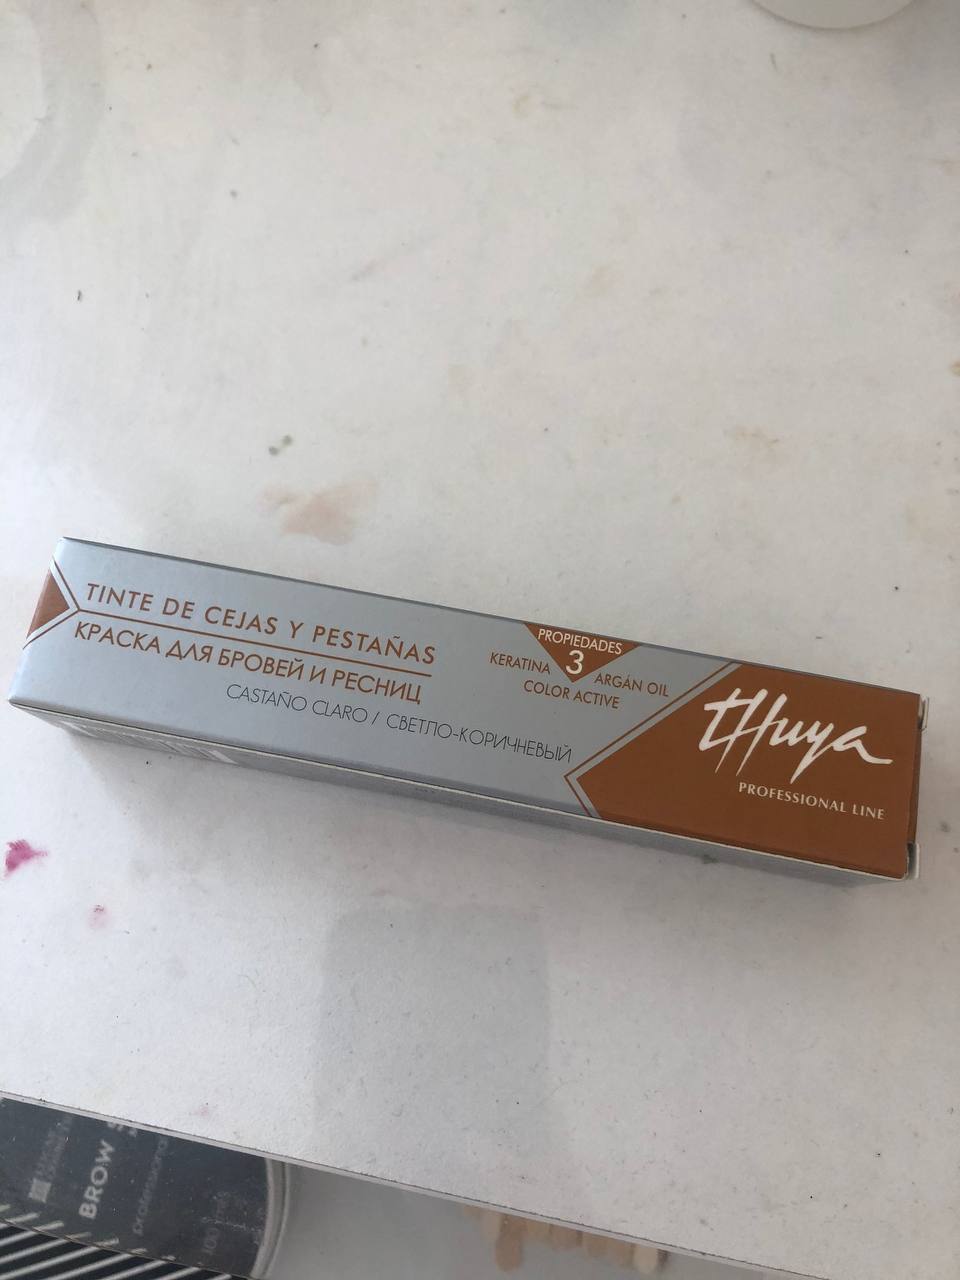 TINTE DE CEJAS Y PESTAÑAS
КРАСКА ДЛЯ БРОВЕЙ И РЕСНИЦ
CASTAÑO CLARO / СВЕТЛО-КОРИЧНЕВЫЙ
PROPIEDADES
3
KERATINA
ARGÁN OIL
COLOR ACTIVE
tHuya
PROFESSIONAL LINE
BROW
professional